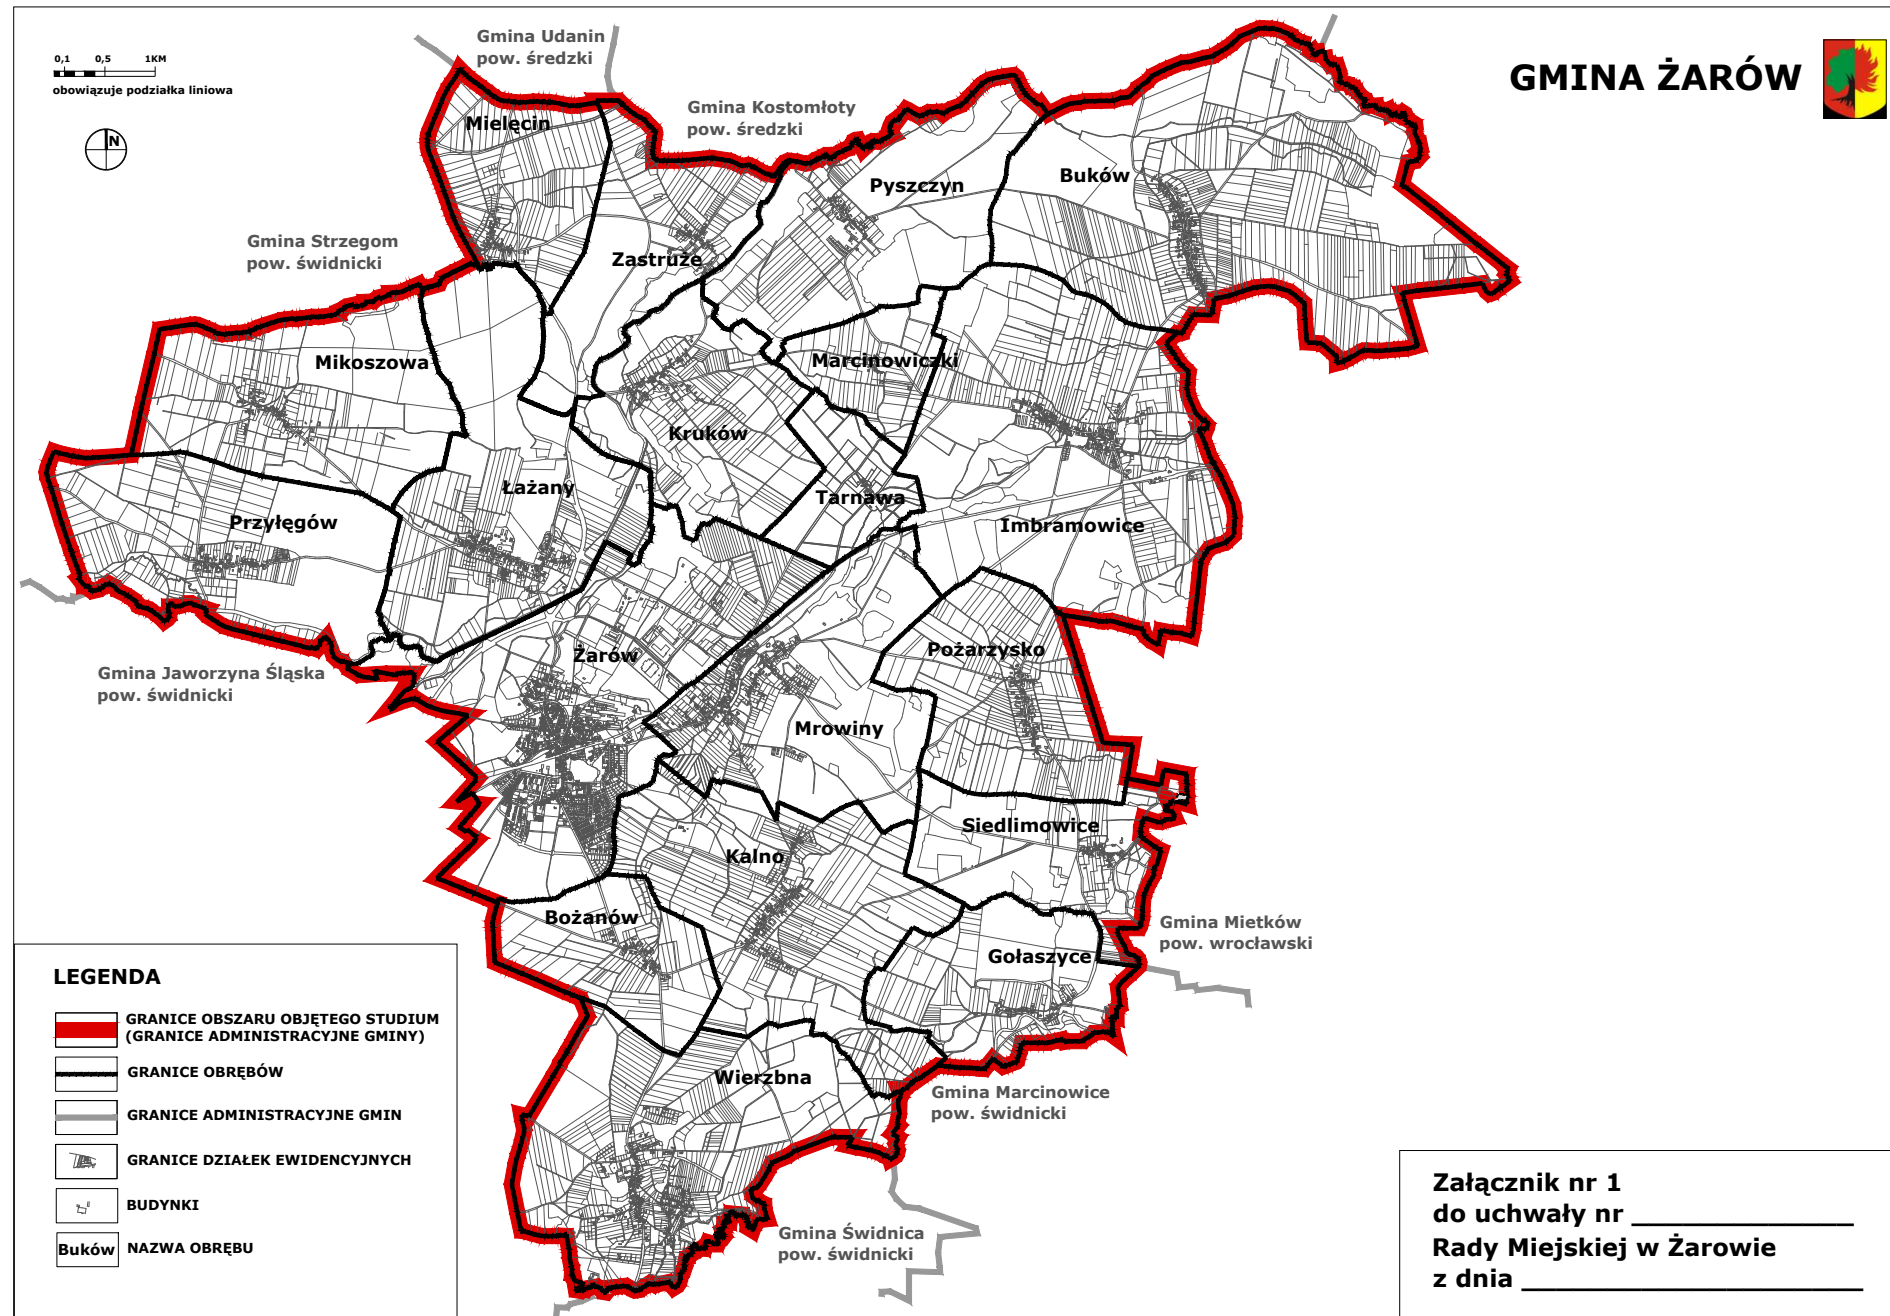 Gmina Udanin
pow. średzki
0,1 0,5 1KM
obowiązuje podziałka liniowa
GMINA ŻARÓW
Gmina Kostomłoty
pow. średzki
Mielęcin
N
Pyszczyn
Buków
Gmina Strzegom
pow. świdnicki
Zastruże
Mikoszowa
Marcinowiczki
Kruków
Łażany
Tarnawa
Przyłęgów
Imbramowice
Żarów
Pożarzysko
Gmina Jaworzyna Śląska
pow. świdnicki
Mrowiny
Siedlimowice
Kalno
Bożanów
Gmina Mietków
pow. wrocławski
Gołaszyce
Wierzbna
Gmina Marcinowice
pow. świdnicki
Gmina Świdnica
pow. świdnicki
LEGENDA
GRANICE OBSZARU OBJĘTEGO STUDIUM
(GRANICE ADMINISTRACYJNE GMINY)
GRANICE OBRĘBÓW
GRANICE ADMINISTRACYJNE GMIN
GRANICE DZIAŁEK EWIDENCYJNYCH
BUDYNKI
Buków NAZWA OBRĘBU
Załącznik nr 1
do uchwały nr _______________
Rady Miejskiej w Żarowie
z dnia _______________________